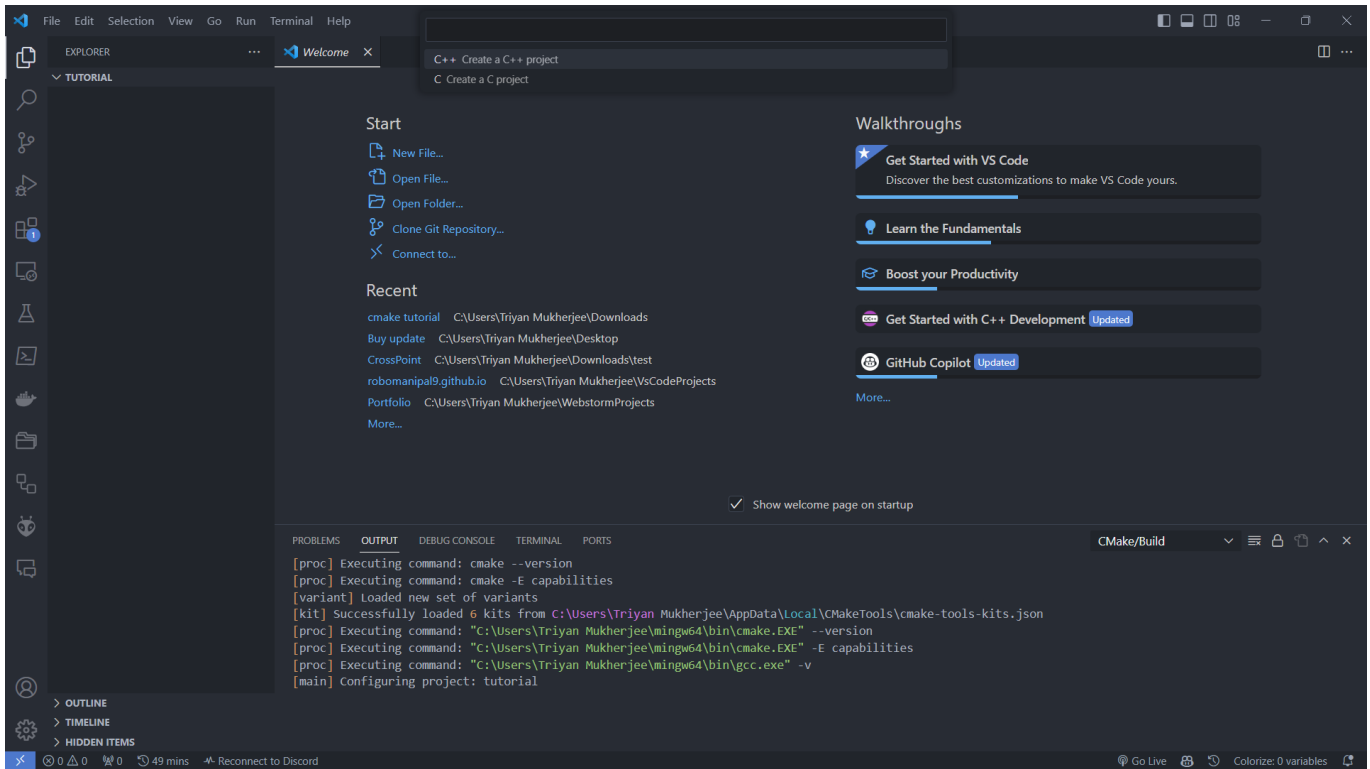 File Edit Selection View Go Run Terminal Help
EXPLORER
Welcome
C++ Create a C++ project
C Create a C project
TUTORIAL
Start
New File...
Open File...
Open Folder...
Clone Git Repository...
Connect to...
Recent
cmake tutorial C:\Users\Triyan Mukherjee\Downloads
Buy update C:\Users\Triyan Mukherjee\Desktop
CrossPoint C:\Users\Triyan Mukherjee\Downloads\test
robomanipal9.github.io C:\Users\Triyan Mukherjee\VsCodeProjects
Portfolio C:\Users\Triyan Mukherjee\WebstormProjects
More...
Walkthroughs
Get Started with VS Code
Discover the best customizations to make VS Code yours.
Learn the Fundamentals
Boost your Productivity
Get Started with C++ Development Updated
GitHub Copilot Updated
More...
1
Show welcome page on startup
PROBLEMS OUTPUT DEBUG CONSOLE TERMINAL PORTS
CMake/Build
[proc] Executing command: cmake --version
[proc] Executing command: cmake -E capabilities
[variant] Loaded new set of variants
[kit] Successfully loaded 6 kits from C:\Users\Triyan Mukherjee\AppData\Local\CMakeTools\cmake-tools-kits.json
[proc] Executing command: "C:\Users\Triyan Mukherjee\mingw64\bin\cmake.EXE" --version
[proc] Executing command: "C:\Users\Triyan Mukherjee\mingw64\bin\cmake.EXE" -E capabilities
[proc] Executing command: "C:\Users\Triyan Mukherjee\mingw64\bin\gcc.exe" -v
[main] Configuring project: tutorial
OUTLINE
TIMELINE
HIDDEN ITEMS
0 0 0 49 mins Reconnect to Discord
Go Live Colorize: 0 variables